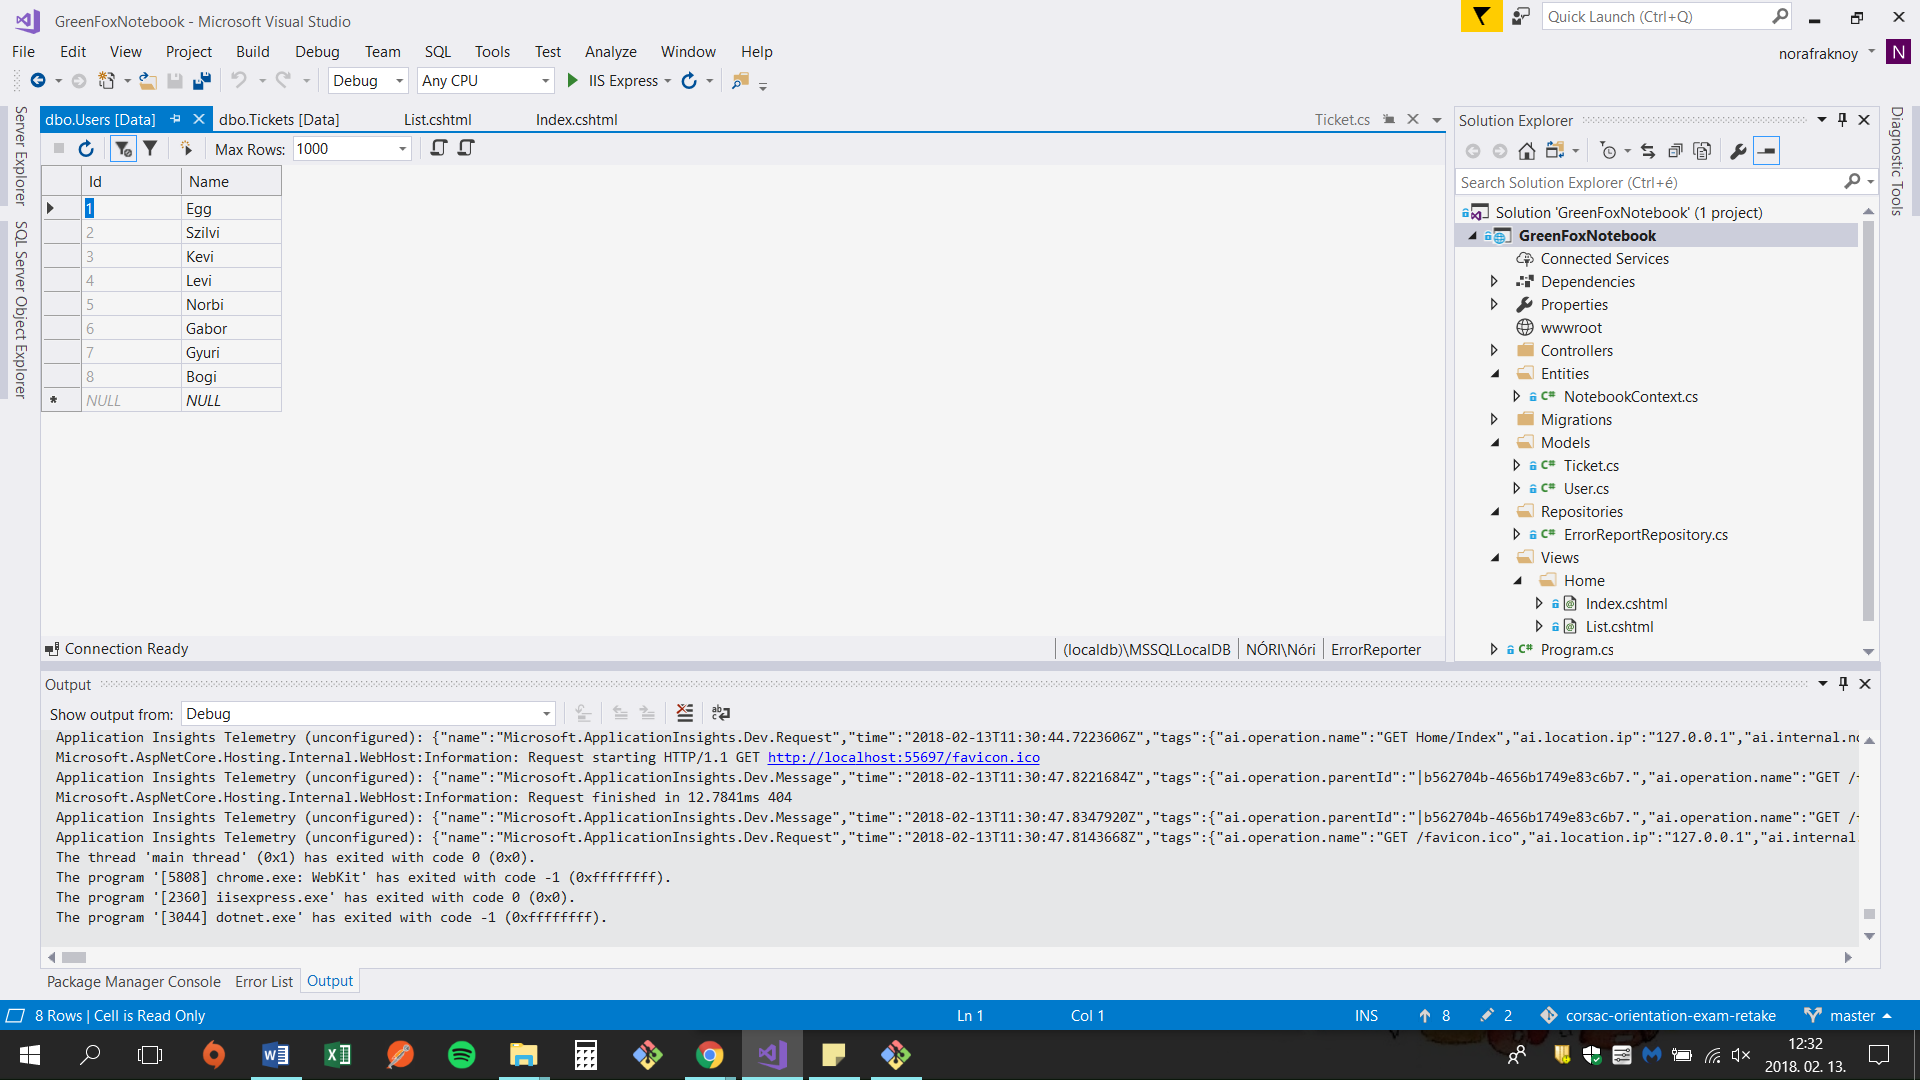 GreenFoxNotebook - Microsoft Visual Studio
Quick Launch (Ctrl+Q)
File Edit View Project Build Debug Team SQL Tools Test Analyze Window Help
norafraknoy N
Debug Any CPU IIS Express
Server Explorer
SQL Server Object Explorer
dbo.Users [Data] dbo.Tickets [Data] List.cshtml Index.cshtml Ticket.cs
Max Rows: 1000
Id Name
1 Egg
2 Szilvi
3 Kevi
4 Levi
5 Norbi
6 Gabor
7 Gyuri
8 Bogi
* NULL NULL
Connection Ready (localdb)\MSSQLLocalDB NÓRI\Nóri ErrorReporter
Solution Explorer
Search Solution Explorer (Ctrl+é)
Solution 'GreenFoxNotebook' (1 project)
GreenFoxNotebook
Connected Services
Dependencies
Properties
wwwroot
Controllers
Entities
C# NotebookContext.cs
Migrations
Models
C# Ticket.cs
C# User.cs
Repositories
C# ErrorReportRepository.cs
Views
Home
Index.cshtml
List.cshtml
C# Program.cs
Diagnostic Tools
Output
Show output from: Debug
Application Insights Telemetry (unconfigured): {"name":"Microsoft.ApplicationInsights.Dev.Request","time":"2018-02-13T11:30:44.7223606Z","tags":{"ai.operation.name":"GET Home/Index","ai.location.ip":"127.0.0.1","ai.internal.no
Microsoft.AspNetCore.Hosting.Internal.WebHost:Information: Request starting HTTP/1.1 GET http://localhost:55697/favicon.ico
Application Insights Telemetry (unconfigured): {"name":"Microsoft.ApplicationInsights.Dev.Message","time":"2018-02-13T11:30:47.8221684Z","tags":{"ai.operation.parentId":"|b562704b-4656b1749e83c6b7.","ai.operation.name":"GET /
Microsoft.AspNetCore.Hosting.Internal.WebHost:Information: Request finished in 12.7841ms 404
Application Insights Telemetry (unconfigured): {"name":"Microsoft.ApplicationInsights.Dev.Message","time":"2018-02-13T11:30:47.8347920Z","tags":{"ai.operation.parentId":"|b562704b-4656b1749e83c6b7.","ai.operation.name":"GET /
Application Insights Telemetry (unconfigured): {"name":"Microsoft.ApplicationInsights.Dev.Request","time":"2018-02-13T11:30:47.8143668Z","tags":{"ai.operation.name":"GET /favicon.ico","ai.location.ip":"127.0.0.1","ai.internal.
The thread 'main thread' (0x1) has exited with code 0 (0x0).
The program '[5808] chrome.exe: WebKit' has exited with code -1 (0xffffffff).
The program '[2360] iisexpress.exe' has exited with code 0 (0x0).
The program '[3044] dotnet.exe' has exited with code -1 (0xffffffff).
Package Manager Console Error List Output
8 Rows | Cell is Read Only Ln 1 Col 1 INS 8 2 corsac-orientation-exam-retake master
12:32
2018. 02. 13.